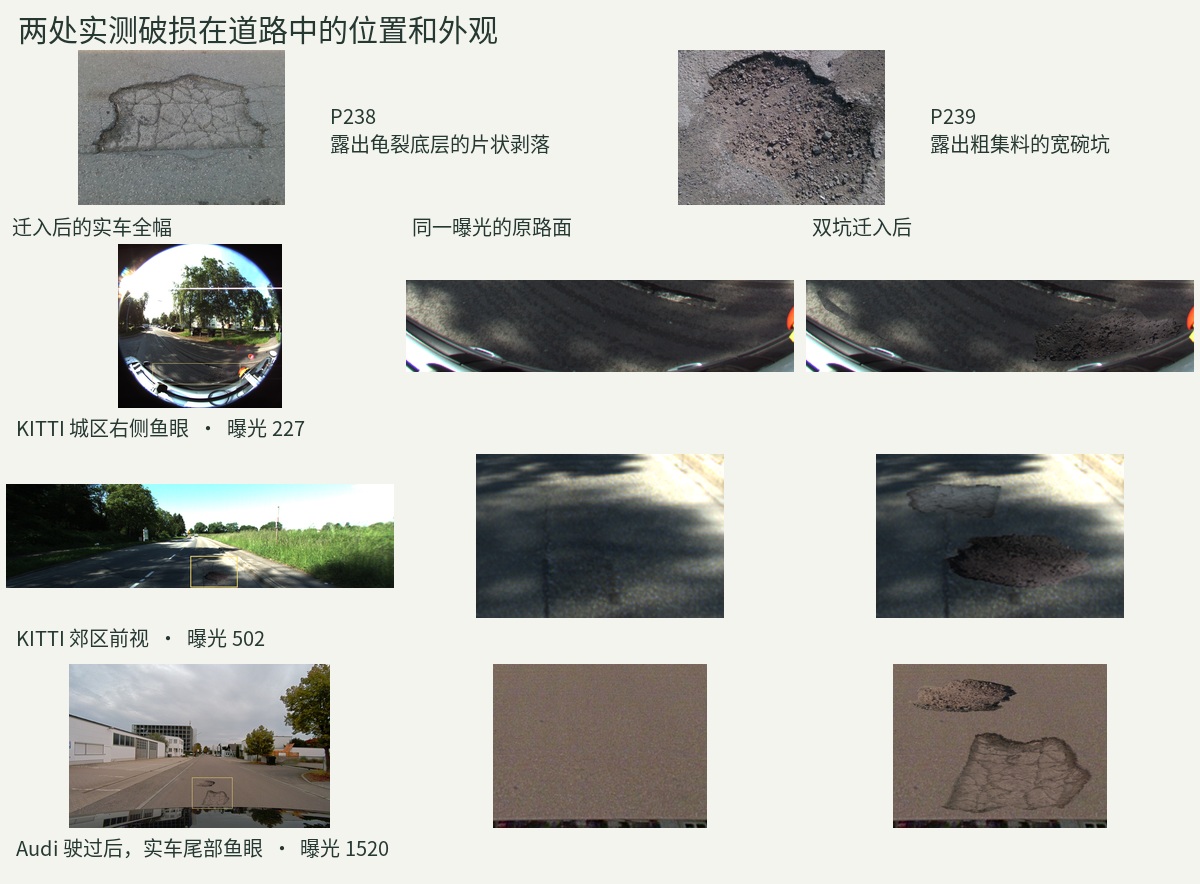 两处实测破损在道路中的位置和外观
P238
露出龟裂底层的片状剥落
P239
露出粗集料的宽碗坑
迁入后的实车全幅
同一曝光的原路面
双坑迁入后
KITTI 城区右侧鱼眼 · 曝光 227
KITTI 郊区前视 · 曝光 502
Audi 驶过后，实车尾部鱼眼 · 曝光 1520